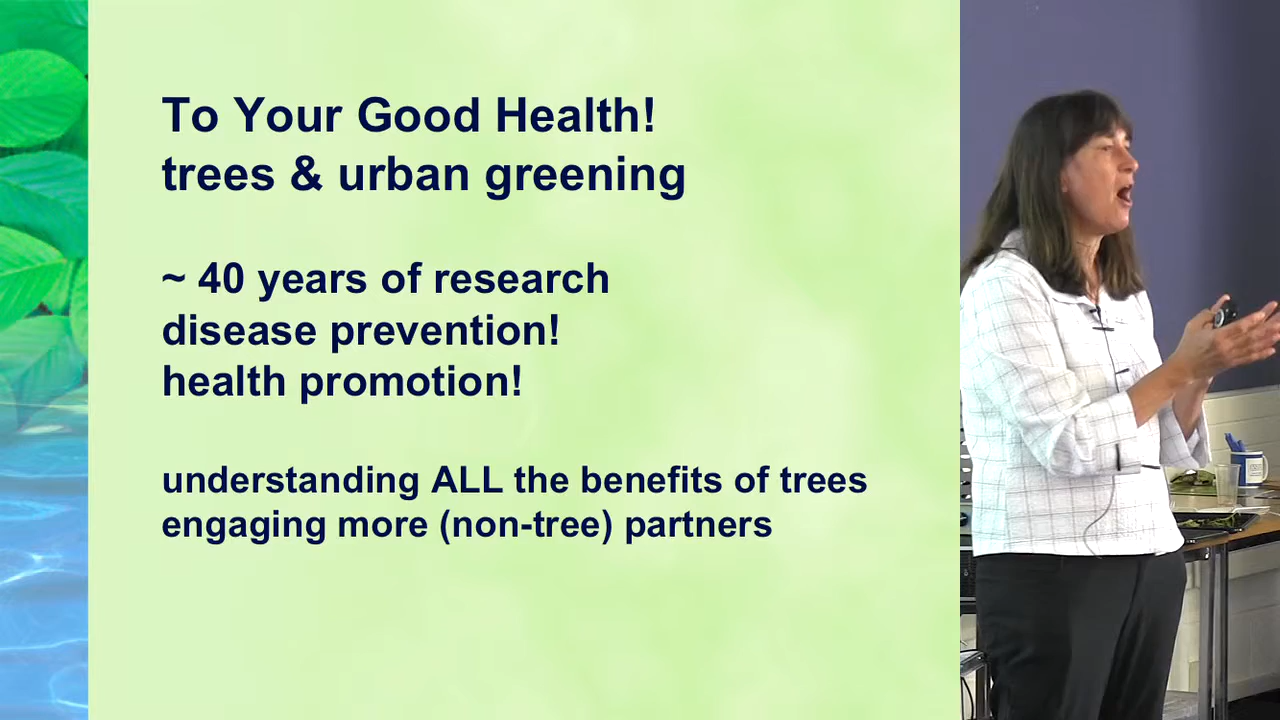 To Your Good Health!
trees & urban greening
~ 40 years of research
disease prevention!
health promotion!
understanding ALL the benefits of trees
engaging more (non-tree) partners